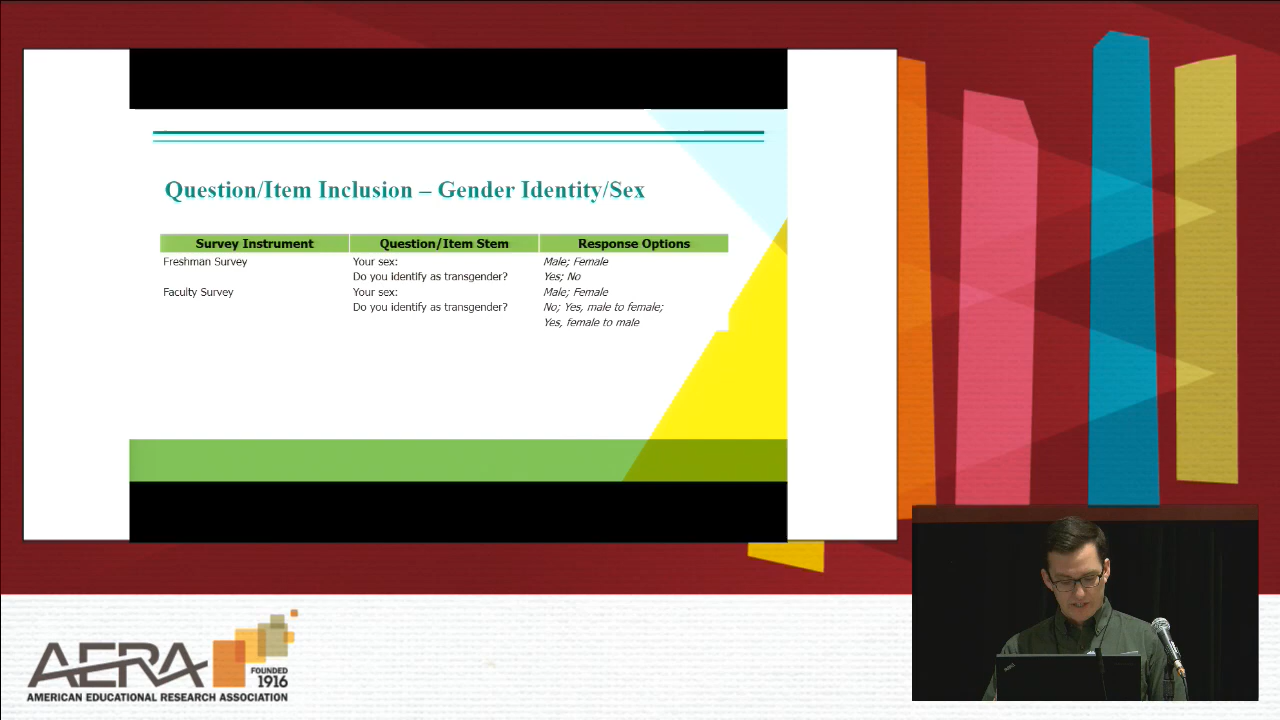 Question/Item Inclusion – Gender Identity/Sex
Survey Instrument Question/Item Stem Response Options
Freshman Survey Your sex: Male; Female
Do you identify as transgender? Yes; No
Faculty Survey Your sex: Male; Female
Do you identify as transgender? No; Yes, male to female;
Yes, female to male
AERA
FOUNDED
1916
AMERICAN EDUCATIONAL RESEARCH ASSOCIATION